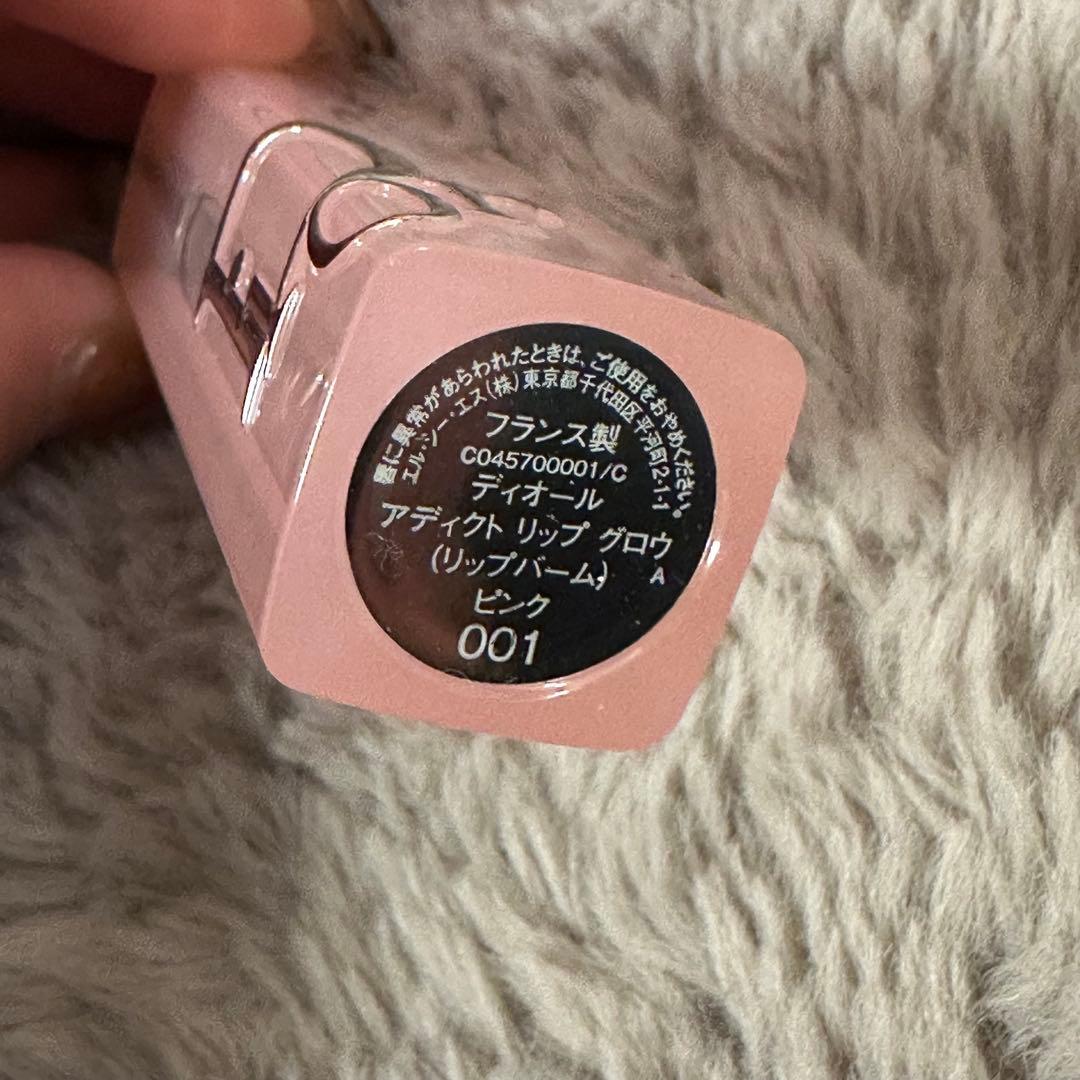 唇に異常があらわれたときは、ご使用をおやめください。
エル・シー・エス(株)東京都千代田区平河町2-1-1
フランス製
C045700001/C
ディオール
アディクト リップ グロウ
(リップバーム)
A
ピンク
001